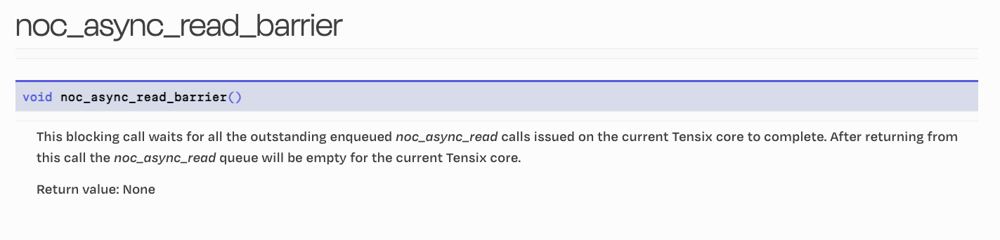 noc_async_read_barrier
void noc_async_read_barrier()
This blocking call waits for all the outstanding enqueued noc_async_read calls issued on the current Tensix core to complete. After returning from
this call the noc_async_read queue will be empty for the current Tensix core.
Return value: None